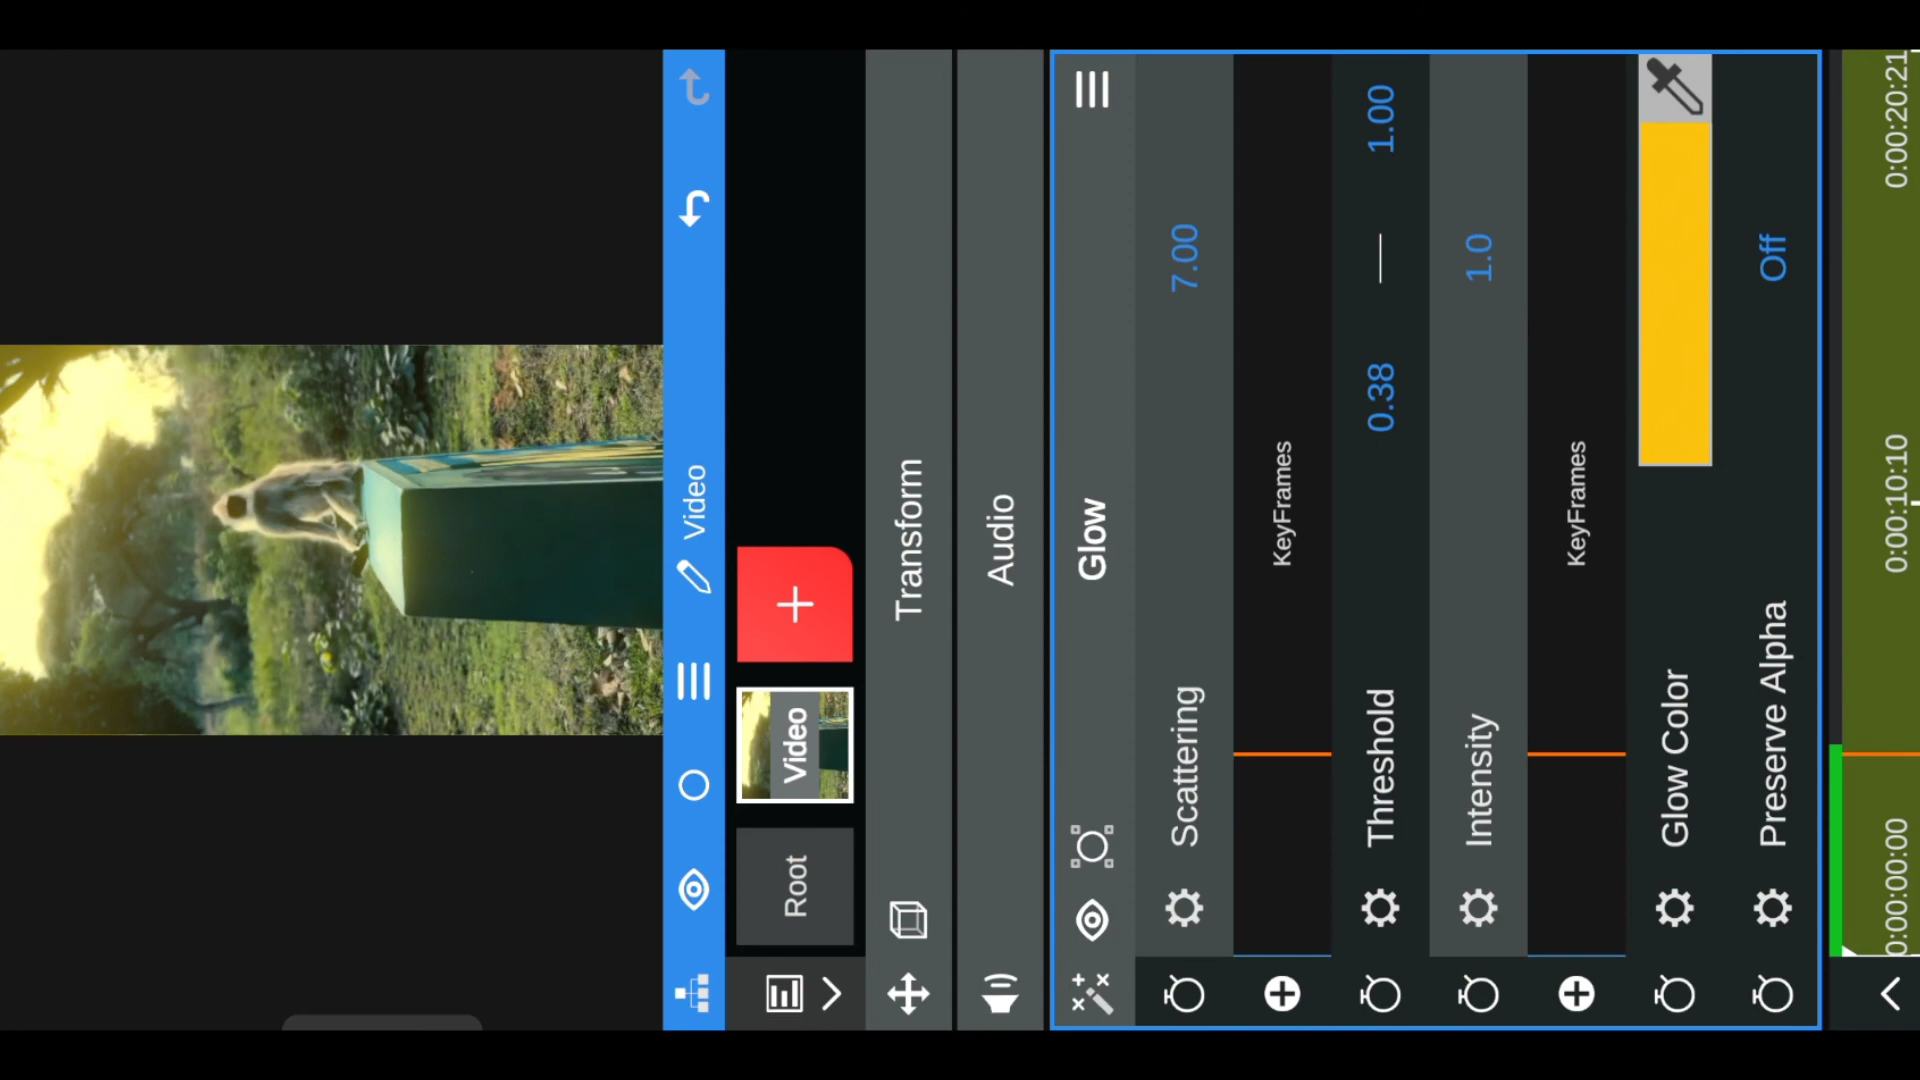 Video
Root
Video
Transform
Audio
Glow
Scattering 7.00
KeyFrames
Threshold 0.38 1.00
Intensity 1.0
KeyFrames
Glow Color
Preserve Alpha Off
0:00:00:00 0:00:10:10 0:00:20:21